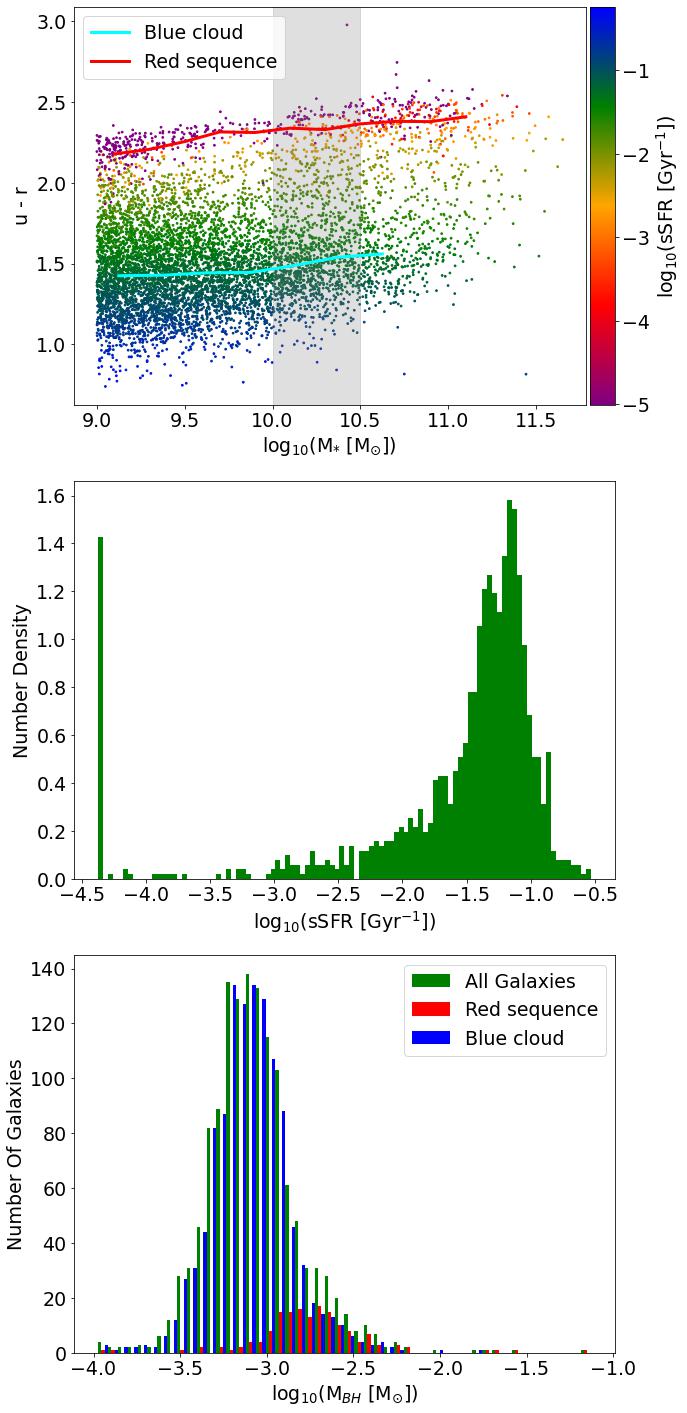 Blue cloud
Red sequence
3.0
2.5
2.0
1.5
1.0
u - r
9.0 9.5 10.0 10.5 11.0 11.5
log₁₀(M* [M⊙])
−1
−2
−3
−4
−5
log₁₀(sSFR [Gyr⁻¹])
1.6
1.4
1.2
1.0
0.8
0.6
0.4
0.2
0.0
Number Density
−4.5 −4.0 −3.5 −3.0 −2.5 −2.0 −1.5 −1.0 −0.5
log₁₀(sSFR [Gyr⁻¹])
All Galaxies
Red sequence
Blue cloud
140
120
100
80
60
40
20
0
Number Of Galaxies
−4.0 −3.5 −3.0 −2.5 −2.0 −1.5 −1.0
log₁₀(M_BH [M⊙])